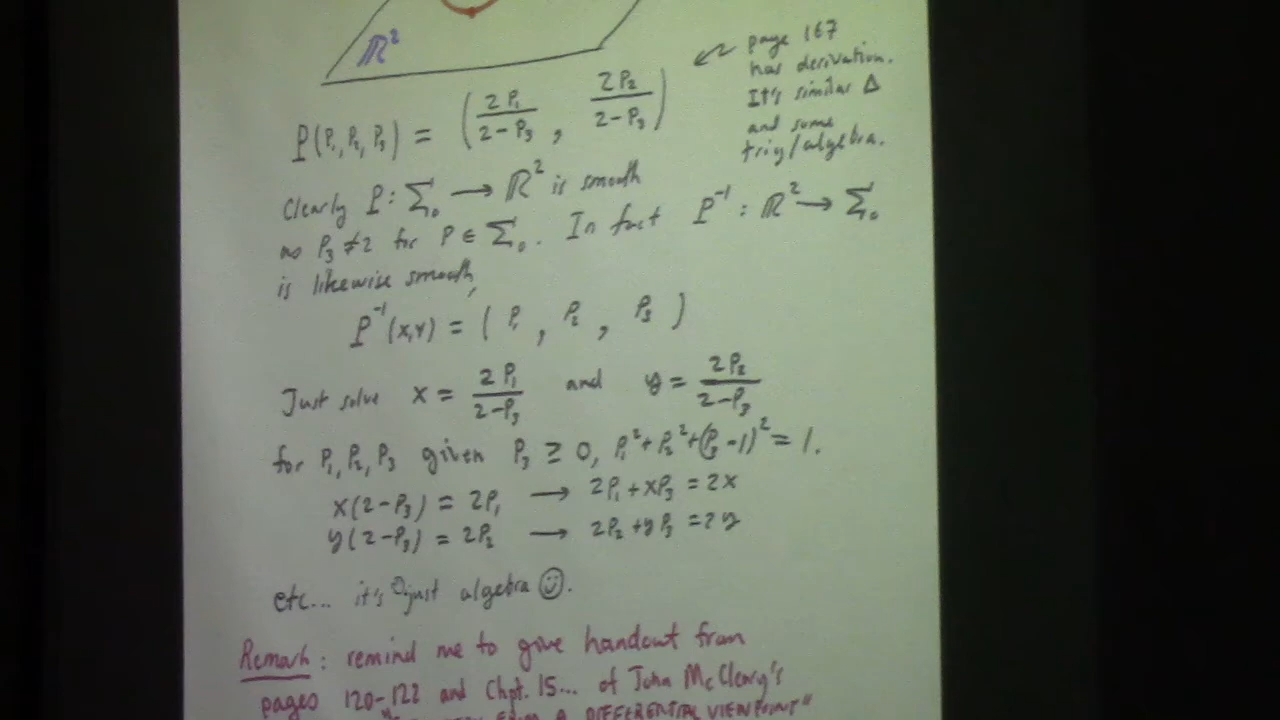 ℝ²
page 167
has derivation.
It's similar Δ
and some
trig/algebra.
P(P₁, P₂, P₃) = ( 2P₁/(2-P₃) , 2P₂/(2-P₃) )
Clearly P: Σ₀ → ℝ² is smooth
as P₃ ≠ 2 for P ∈ Σ₀. In fact P⁻¹ : ℝ² → Σ₀
is likewise smooth,
P⁻¹(x,y) = ( P₁ , P₂ , P₃ )
Just solve x = 2P₁/(2-P₃) and y = 2P₂/(2-P₃)
for P₁, P₂, P₃ given P₃ ≥ 0, P₁² + P₂² + (P₃ -1)² = 1.
x(2-P₃) = 2P₁ → 2P₁ + xP₃ = 2x
y(2-P₃) = 2P₂ → 2P₂ + yP₃ = 2y
etc... it's just algebra ☺.
Remark : remind me to give handout from
pages 120-122 and Chpt. 15... of John McCleary's
FROM A DIFFERENTIAL VIEWPOINT"